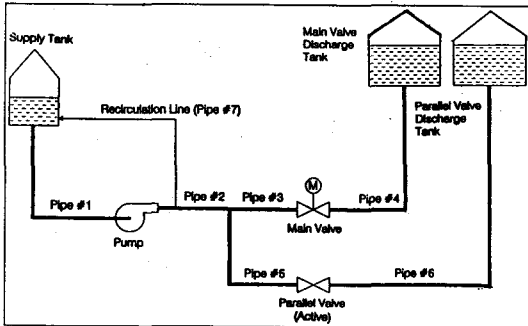 Supply Tank
Main Valve
Discharge
Tank
Parallel Valve
Discharge
Tank
Recirculation Line (Pipe #7)
Pipe #1
Pump
Pipe #2
Pipe #3
M
Main Valve
Pipe #4
Pipe #5
Parallel Valve
(Active)
Pipe #6